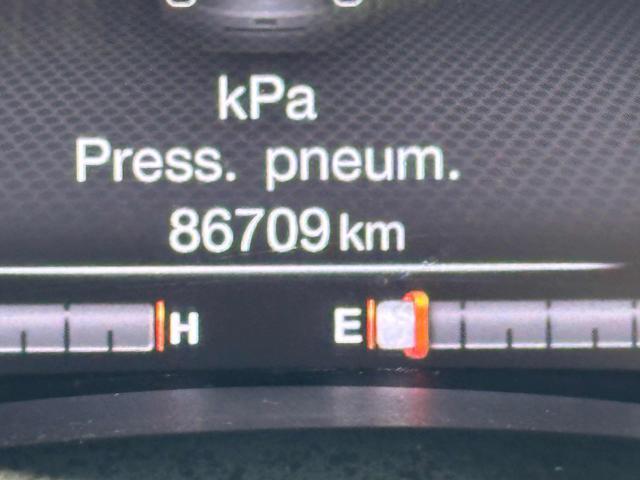 kPa
Press. pneum.
86709 km
H E